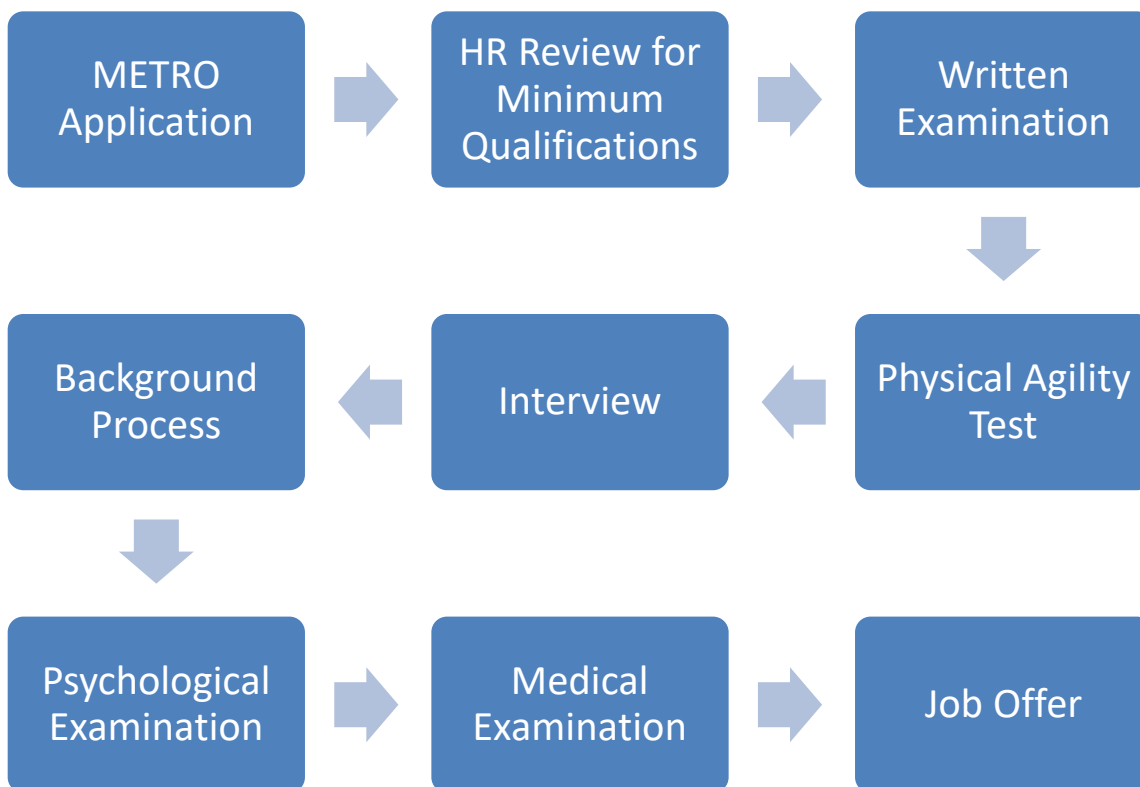 METRO
Application
HR Review for
Minimum
Qualifications
Written
Examination
Physical Agility
Test
Interview
Background
Process
Psychological
Examination
Medical
Examination
Job Offer